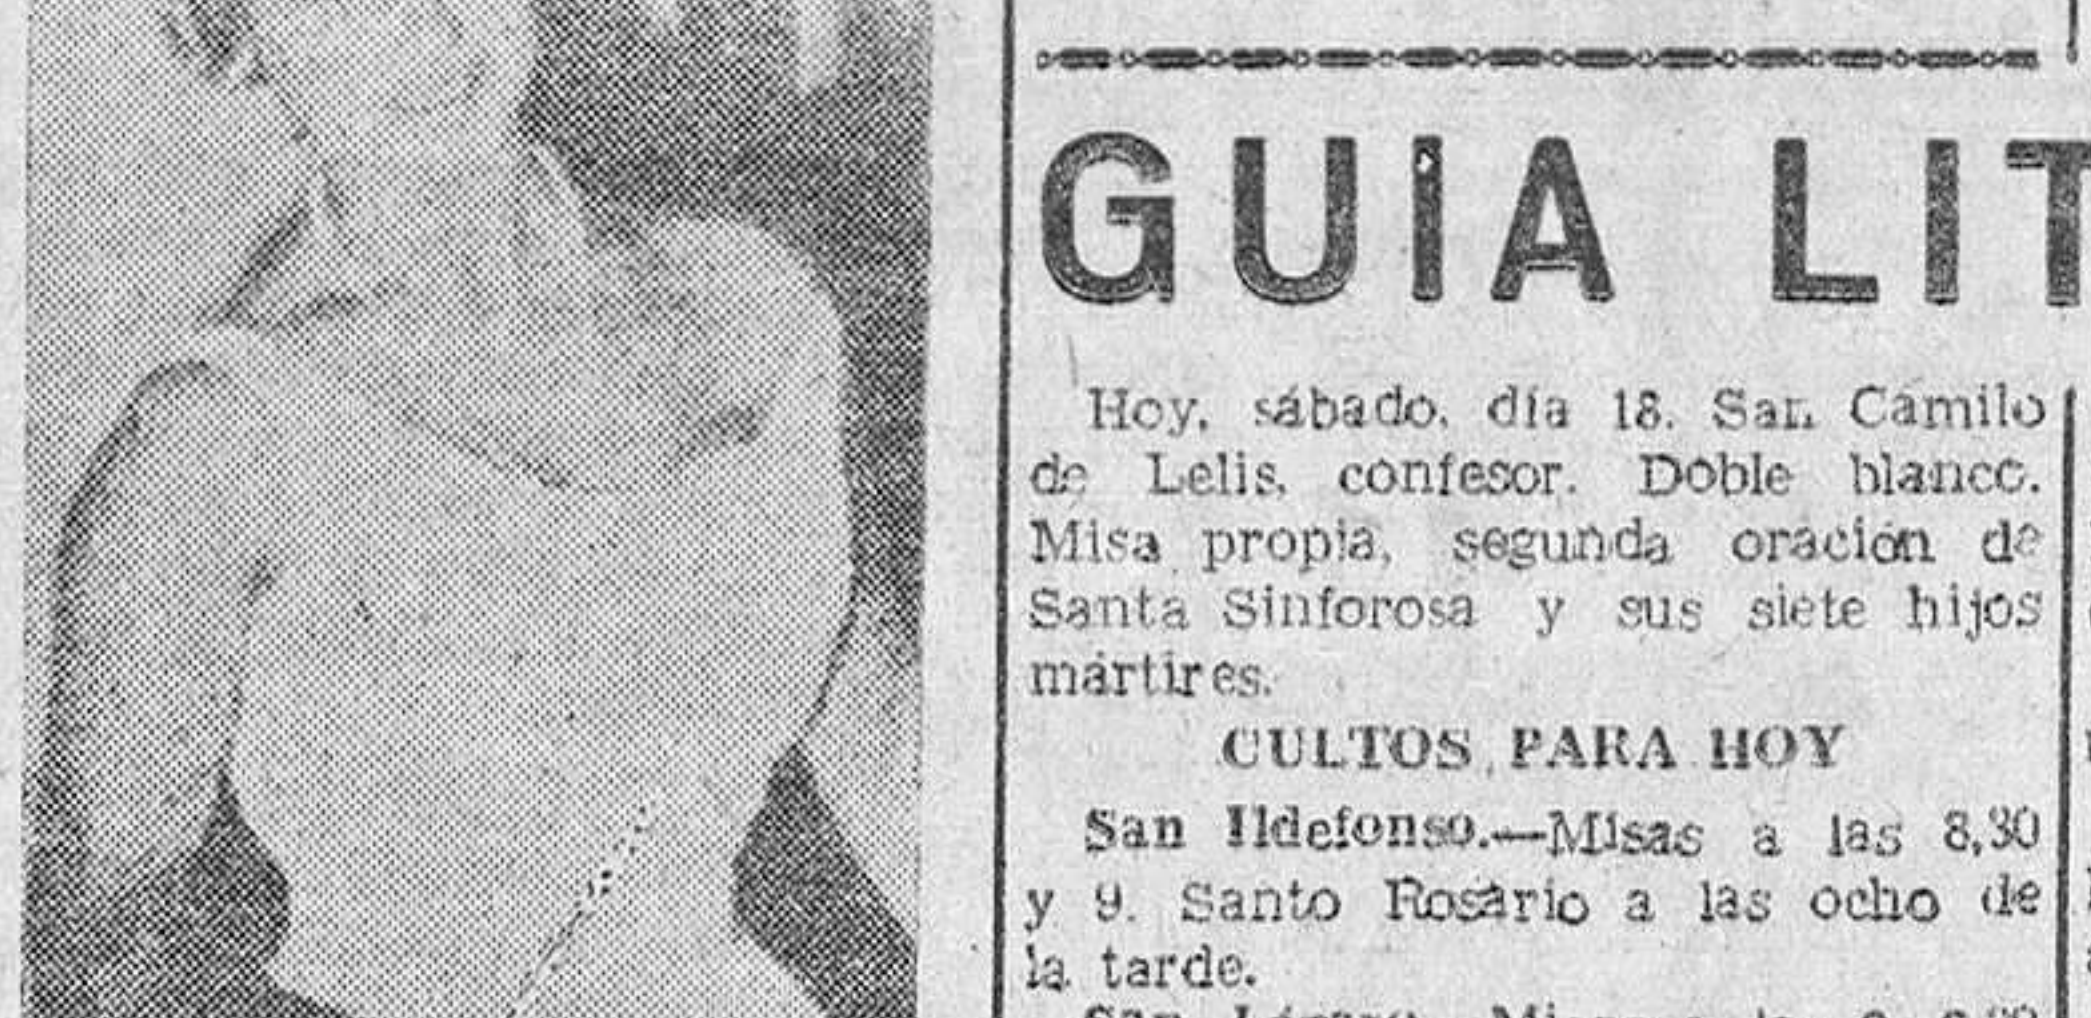 GUIA LIT
Hoy, sábado, día 18. San Camilo
de Lelis, confesor. Doble blanco.
Misa propia, segunda oración de
Santa Sinforosa y sus siete hijos
mártires.
CULTOS PARA HOY
San Ildefonso.—Misas a las 8,30
y 9. Santo Rosario a las ocho de
la tarde.